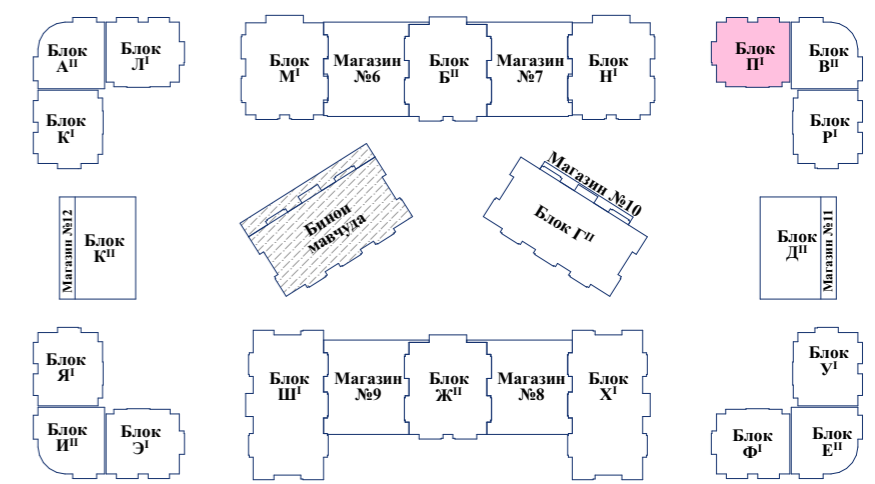 Блок
Аᴵᴵ
Блок
Лᴵ
Блок
Мᴵ
Магазин
№6
Блок
Бᴵᴵ
Магазин
№7
Блок
Нᴵ
Блок
Пᴵ
Блок
Вᴵᴵ
Блок
Кᴵ
Блок
Рᴵ
Магазин №12
Блок
Кᴵᴵ
Бинои
мавчуда
Магазин №10
Блок Гᴵᴵ
Блок
Дᴵᴵ
Магазин №11
Блок
Яᴵ
Блок
Шᴵ
Магазин
№9
Блок
Жᴵᴵ
Магазин
№8
Блок
Хᴵ
Блок
Уᴵ
Блок
Иᴵᴵ
Блок
Эᴵ
Блок
Фᴵ
Блок
Еᴵᴵ